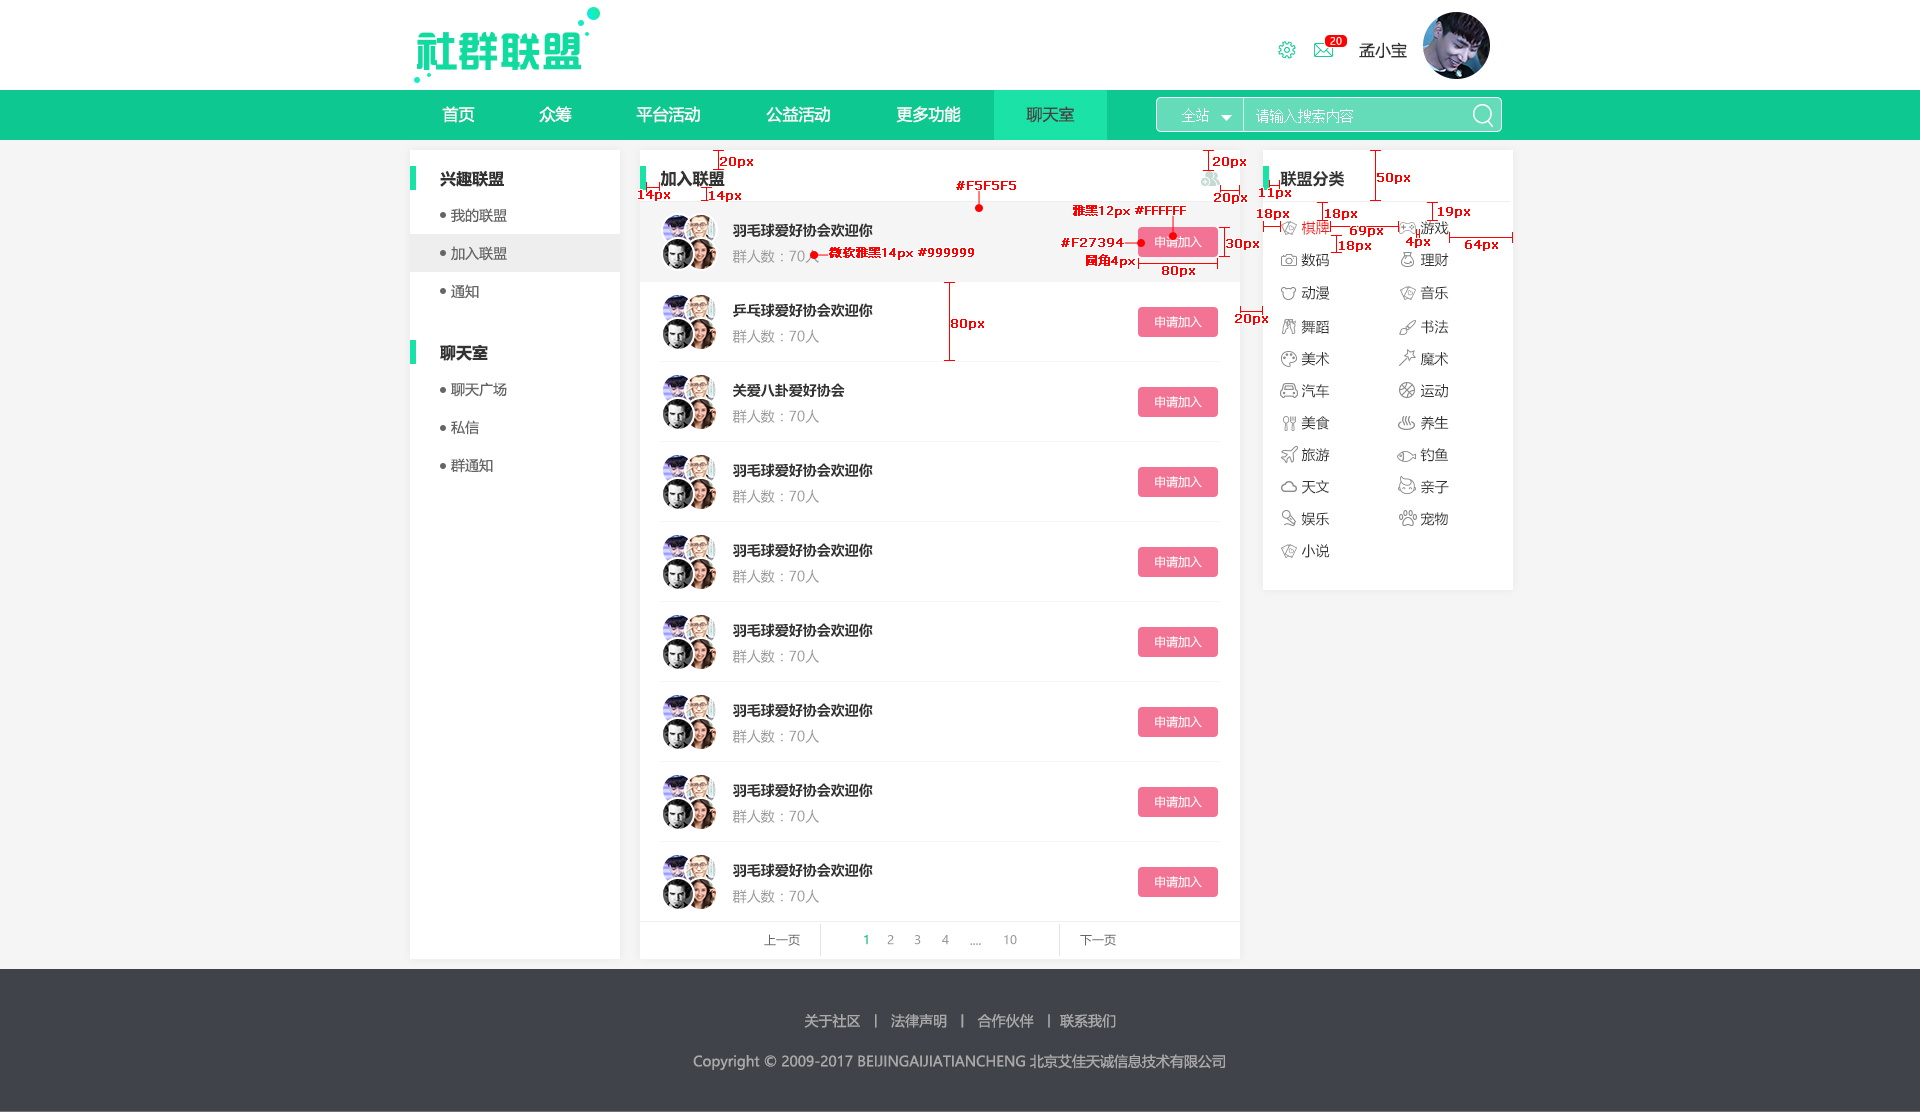 社群联盟
20
孟小宝
首页 众筹 平台活动 公益活动 更多功能 聊天室 全站 请输入搜索内容
兴趣联盟
我的联盟
加入联盟
通知
聊天室
聊天广场
私信
群通知
加入联盟
20px
20px
14px
14px
#F5F5F5
20px
羽毛球爱好协会欢迎你
群人数：70人
微软雅黑14px #999999
雅黑12px #FFFFFF
#F27394
圆角4px
申请加入
30px
80px
乒乓球爱好协会欢迎你
群人数：70人
80px
申请加入
20px
关爱八卦爱好协会
群人数：70人
申请加入
羽毛球爱好协会欢迎你
群人数：70人
申请加入
羽毛球爱好协会欢迎你
群人数：70人
申请加入
羽毛球爱好协会欢迎你
群人数：70人
申请加入
羽毛球爱好协会欢迎你
群人数：70人
申请加入
羽毛球爱好协会欢迎你
群人数：70人
申请加入
羽毛球爱好协会欢迎你
群人数：70人
申请加入
上一页 1 2 3 4 .... 10 下一页
联盟分类
50px
11px
18px
18px
19px
棋牌 游戏
69px
18px
4px
64px
数码 理财
动漫 音乐
舞蹈 书法
美术 魔术
汽车 运动
美食 养生
旅游 钓鱼
天文 亲子
娱乐 宠物
小说
关于社区 | 法律声明 | 合作伙伴 | 联系我们
Copyright © 2009-2017 BEIJINGAIJIATIANCHENG 北京艾佳天诚信息技术有限公司